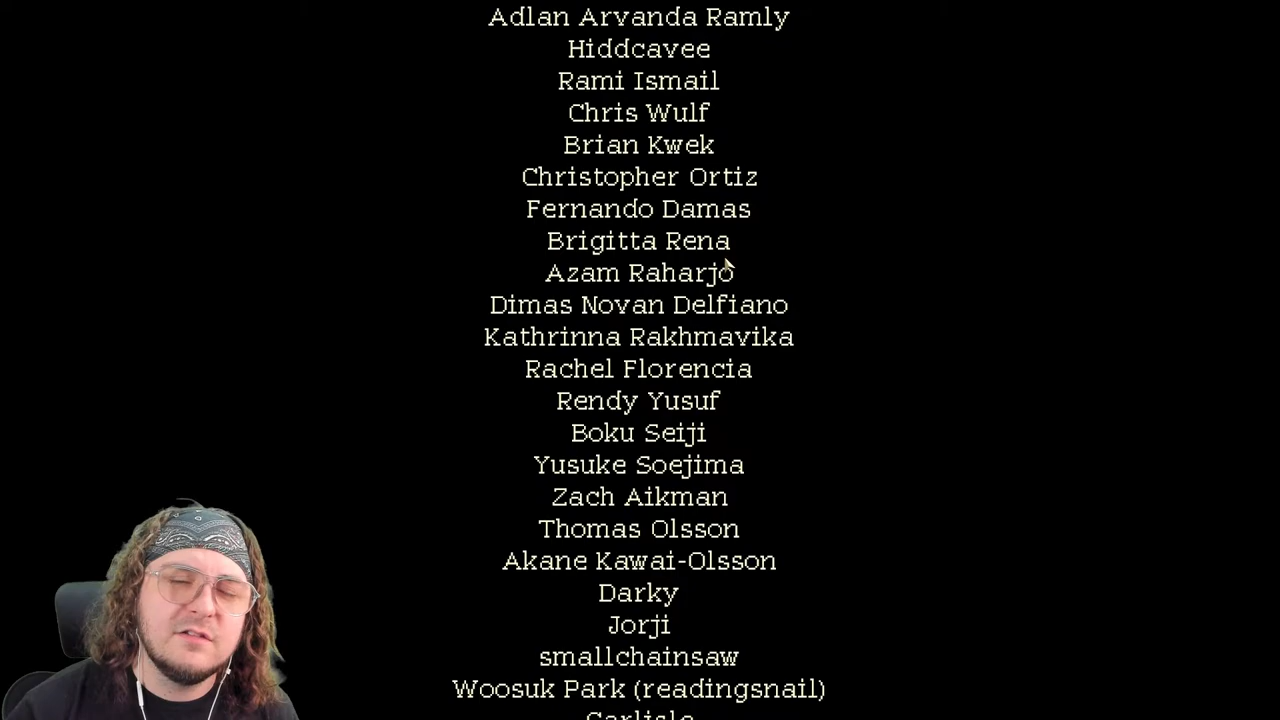 Adlan Arvanda Ramly
Hiddcavee
Rami Ismail
Chris Wulf
Brian Kwek
Christopher Ortiz
Fernando Damas
Brigitta Rena
Azam Raharjo
Dimas Novan Delfiano
Kathrinna Rakhmavika
Rachel Florencia
Rendy Yusuf
Boku Seiji
Yusuke Soejima
Zach Aikman
Thomas Olsson
Akane Kawai-Olsson
Darky
Jorji
smallchainsaw
Woosuk Park (readingsnail)
Carlisle